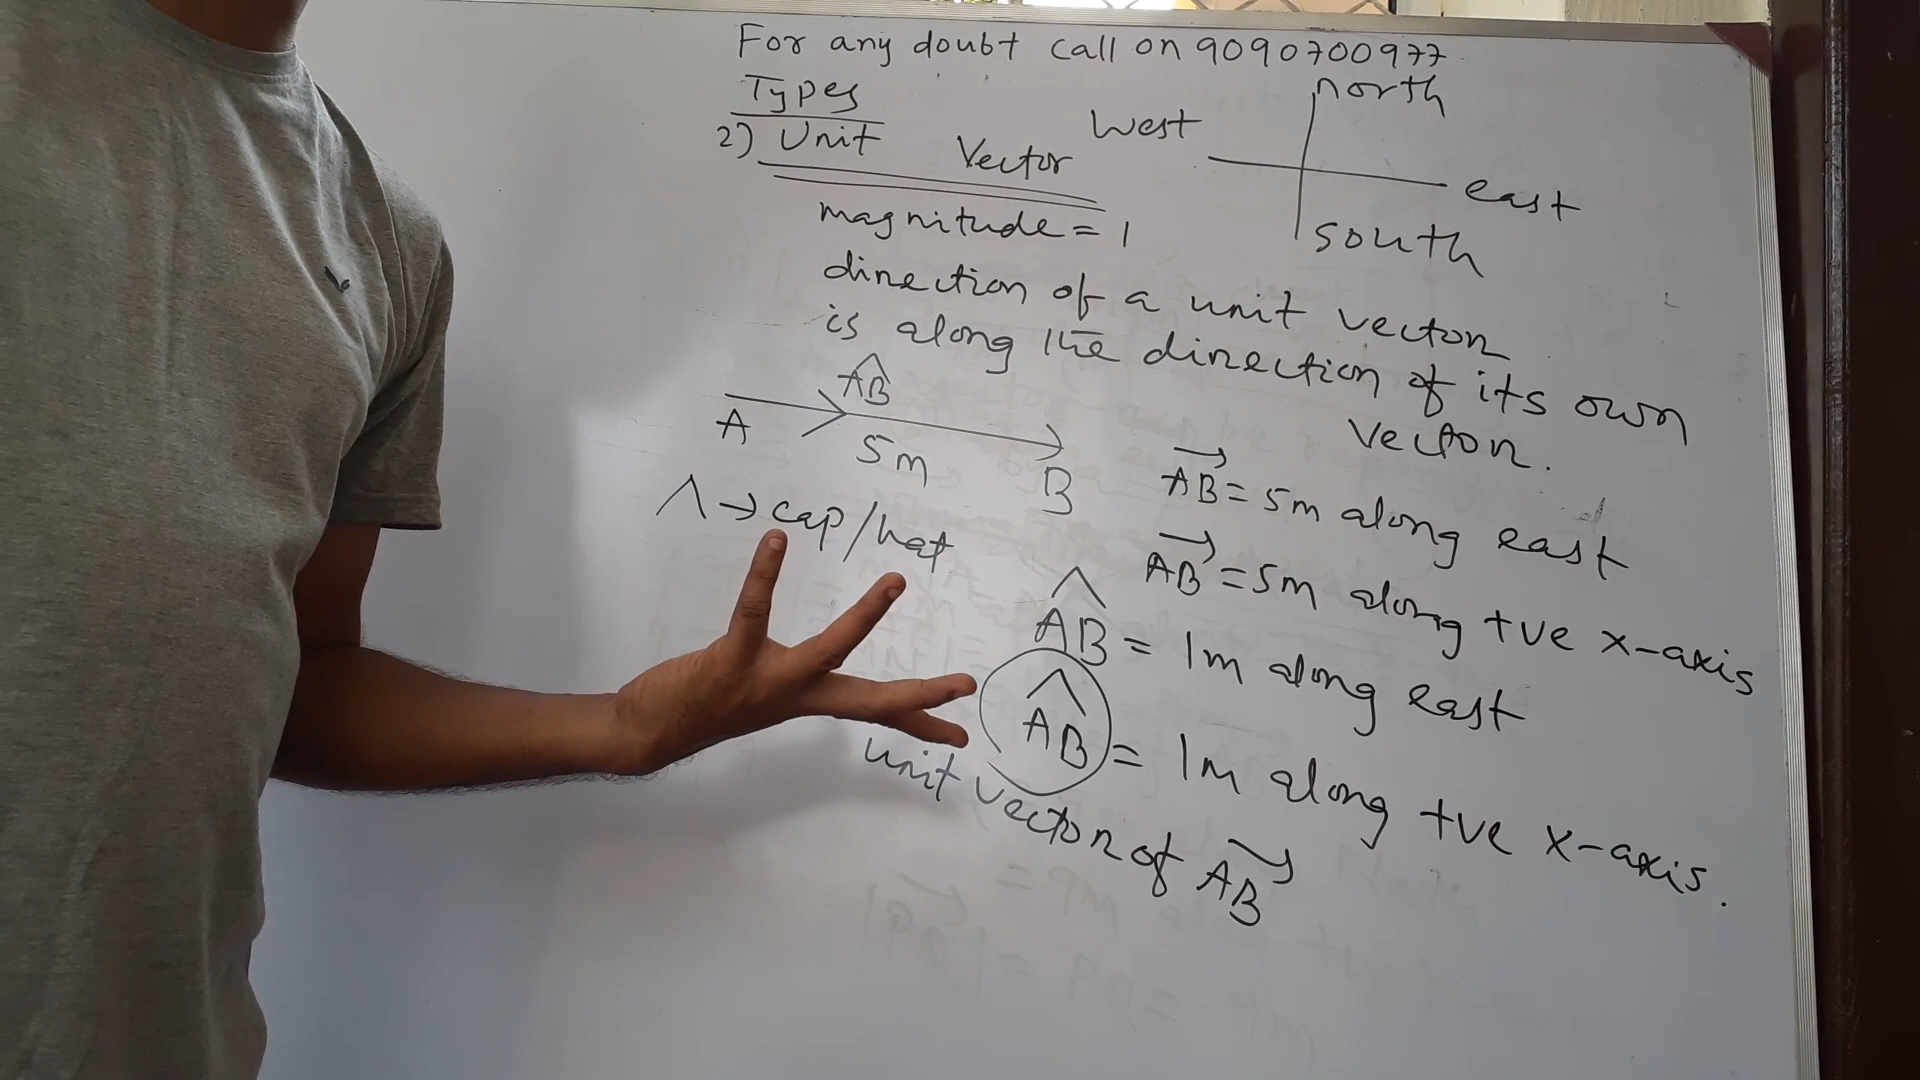 For any doubt call on 9090700977
Types
2) Unit Vector
magnitude = 1
north
West
east
south
direction of a unit vector
is along the direction of its own
vector.
AB
A
5m
B
∧→cap/hat
AB = 5m along east
AB = 5m along +ve x-axis
AB = 1m along east
AB = 1m along +ve x-axis.
unit vector of AB